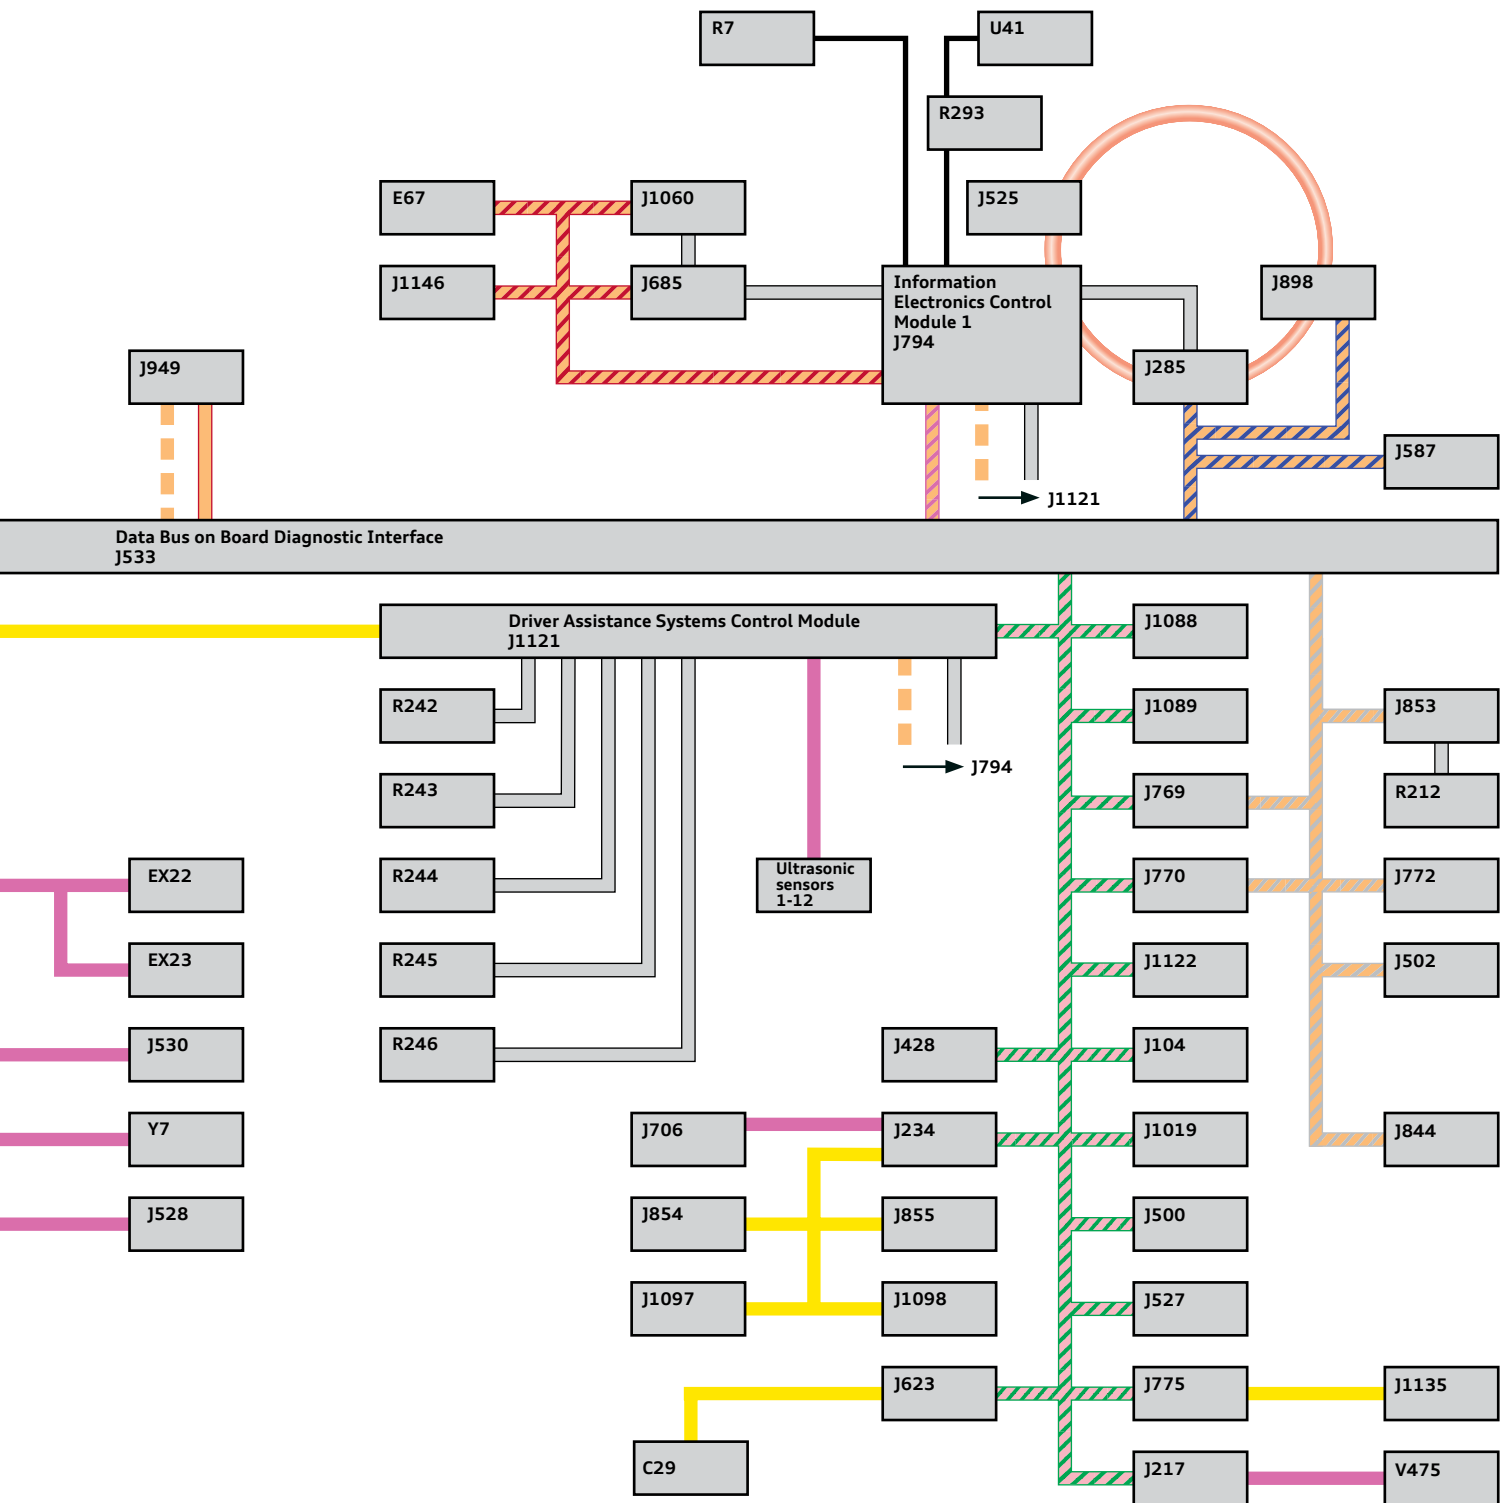 R7
U41
R293
E67
J1060
J525
J1146
J685
Information
Electronics Control
Module 1
J794
J898
J949
J285
J587
J1121
Data Bus on Board Diagnostic Interface
J533
Driver Assistance Systems Control Module
J1121
J1088
R242
J1089
J853
J794
R243
J769
R212
EX22
R244
Ultrasonic
sensors
1-12
J770
J772
EX23
R245
J1122
J502
J530
R246
J428
J104
Y7
J706
J234
J1019
J844
J528
J854
J855
J500
J1097
J1098
J527
J623
J775
J1135
C29
J217
V475